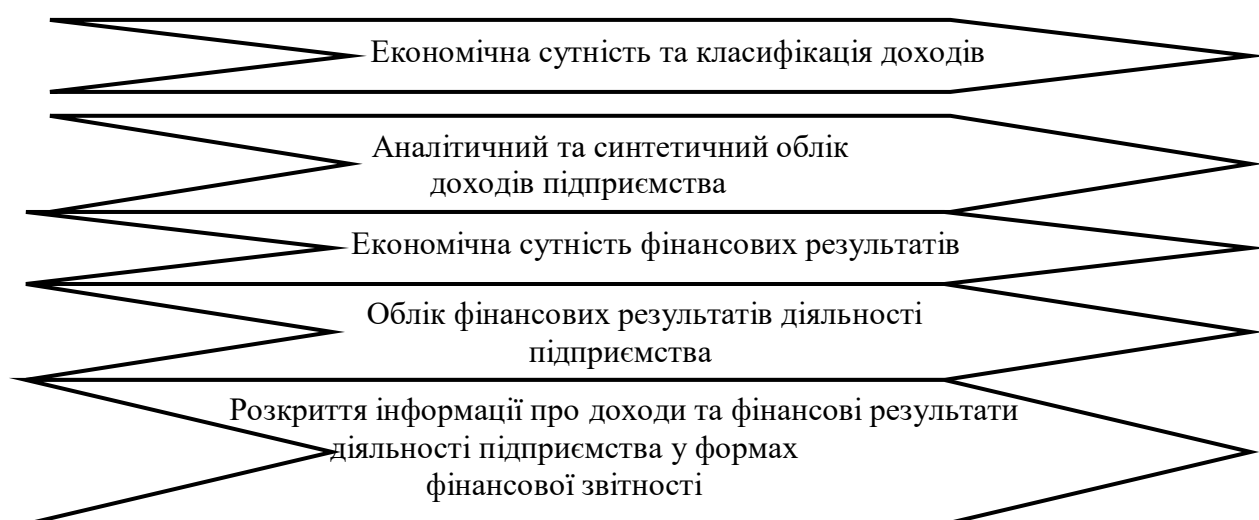 Економічна сутність та класифікація доходів
Аналітичний та синтетичний облік
доходів підприємства
Економічна сутність фінансових результатів
Облік фінансових результатів діяльності
підприємства
Розкриття інформації про доходи та фінансові результати
діяльності підприємства у формах
фінансової звітності